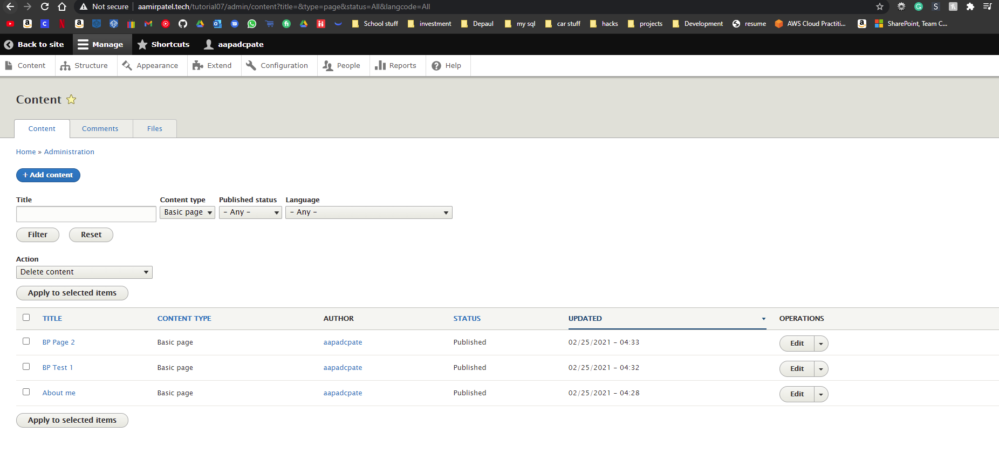 Not secure aamirpatel.tech/tutorial07/admin/content?title=&type=page&status=All&langcode=All
School stuff investment Depaul my sql car stuff hacks projects Development resume AWS Cloud Practiti... SharePoint, Team C...
Back to site Manage Shortcuts aapadcpate
Content Structure Appearance Extend Configuration People Reports Help
Content
Content Comments Files
Home » Administration
+ Add content
Title Content type Published status Language
Basic page - Any - - Any -
Filter Reset
Action
Delete content
Apply to selected items
TITLE CONTENT TYPE AUTHOR STATUS UPDATED OPERATIONS
BP Page 2 Basic page aapadcpate Published 02/25/2021 - 04:33 Edit
BP Test 1 Basic page aapadcpate Published 02/25/2021 - 04:32 Edit
About me Basic page aapadcpate Published 02/25/2021 - 04:28 Edit
Apply to selected items